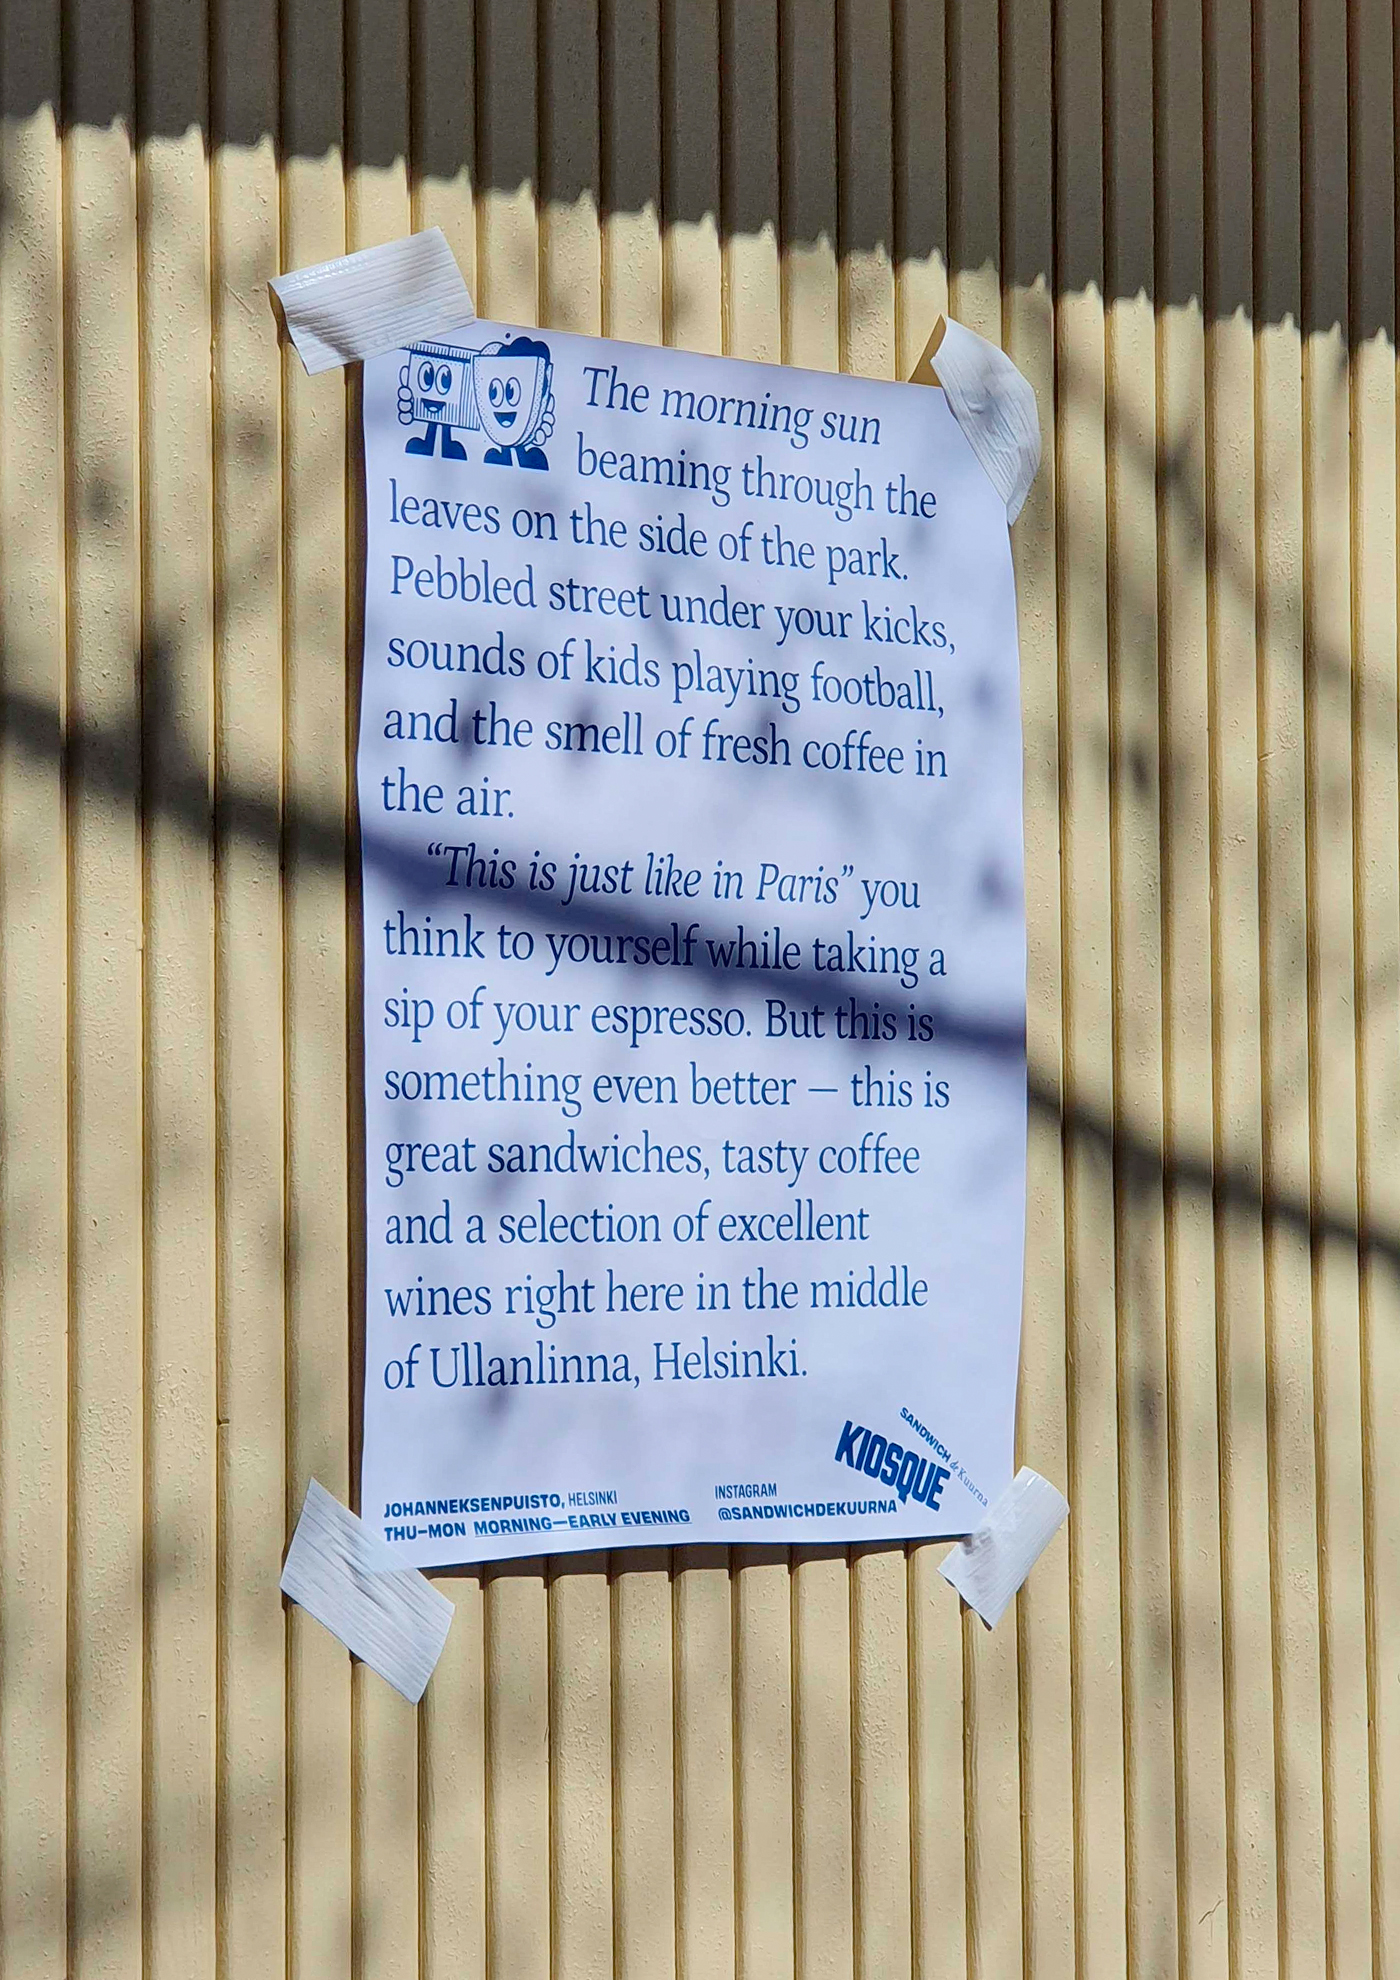 The morning sun
beaming through the
leaves on the side of the park.
Pebbled street under your kicks,
sounds of kids playing football,
and the smell of fresh coffee in
the air.
“This is just like in Paris” you
think to yourself while taking a
sip of your espresso. But this is
something even better — this is
great sandwiches, tasty coffee
and a selection of excellent
wines right here in the middle
of Ullanlinna, Helsinki.
JOHANNEKSENPUISTO, HELSINKI
THU–MON MORNING—EARLY EVENING
INSTAGRAM
@SANDWICHDEKUURNA
SANDWICH de Kuurna
KIOSQUE